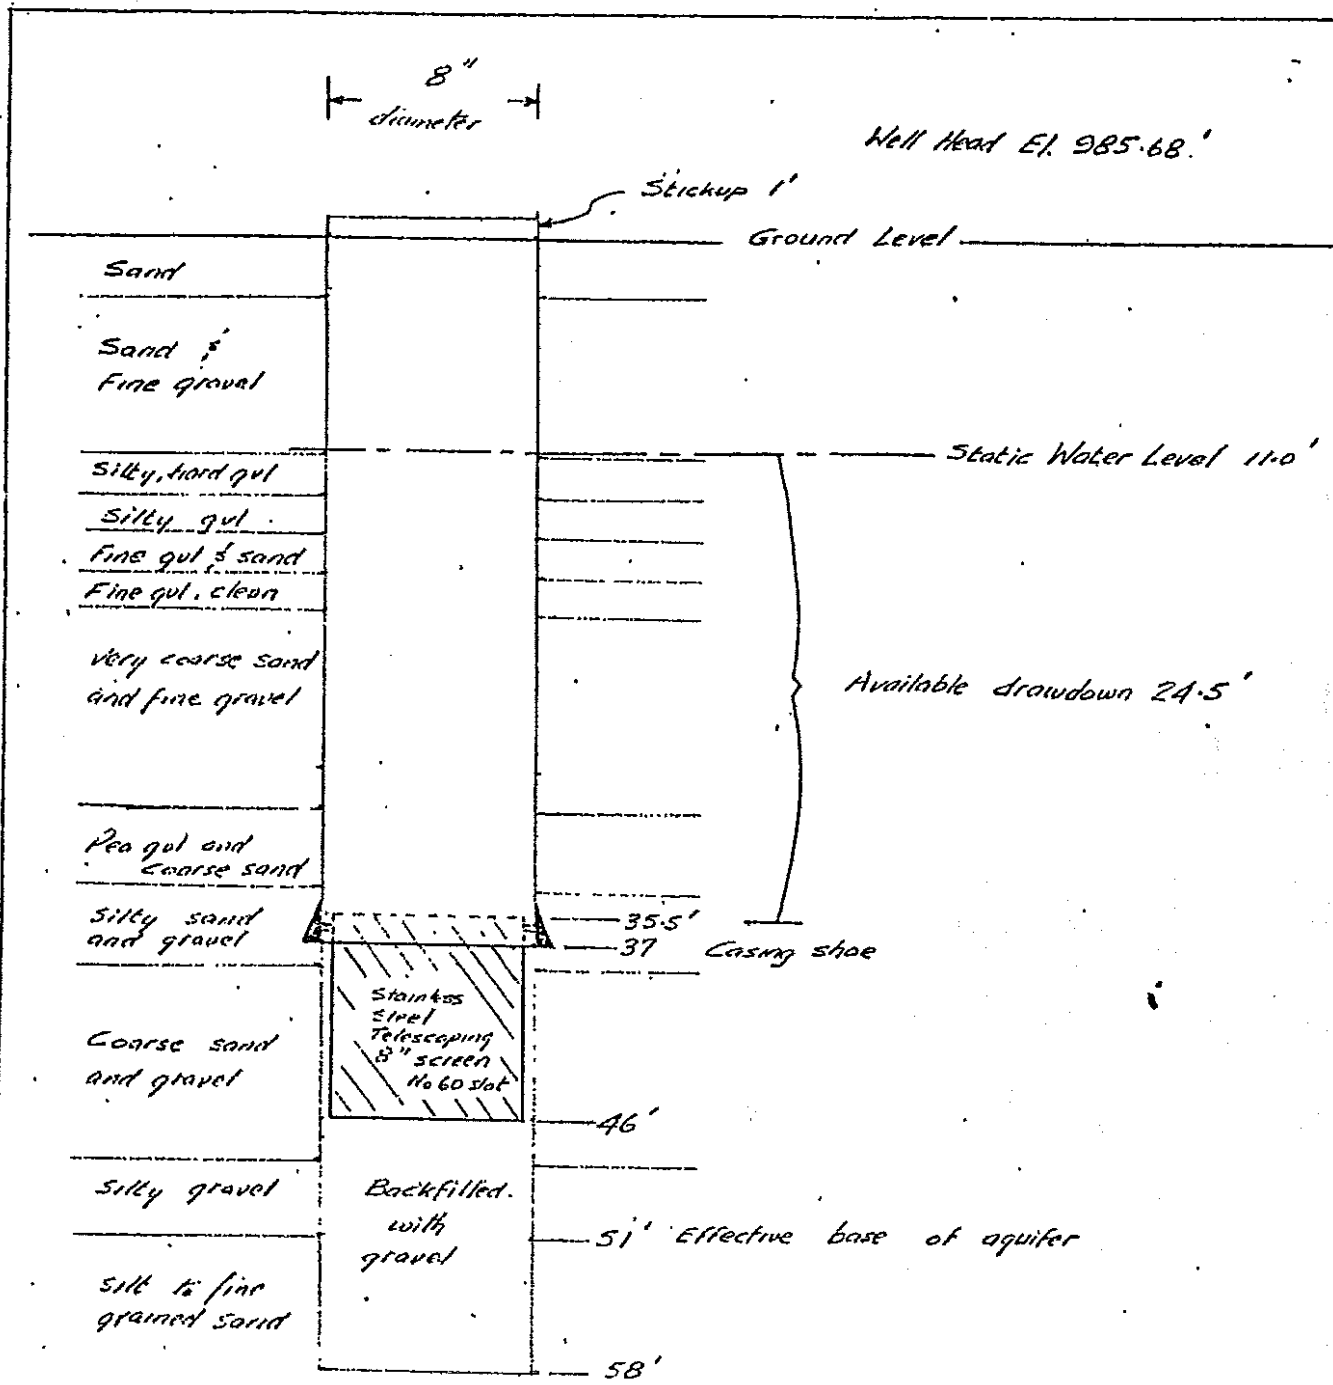 8"
diameter
Well Head El. 985.68.'
Stickup 1'
Ground Level
Sand
Sand &
Fine gravel
Static Water Level 11.0'
Silty, hard gvl
Silty gvl
Fine gvl & sand
Fine gvl. clean
Very coarse sand
and fine gravel
Available drawdown 24.5'
Pea gvl and
coarse sand
Silty sand
and gravel
35.5'
37 Casing shoe
Stainless
Steel
Telescoping
8" screen
No 60 slot
Coarse sand
and gravel
46'
Silty gravel
Backfilled.
with
gravel
51' Effective base of aquifer
Silt to fine
grained sand
58'